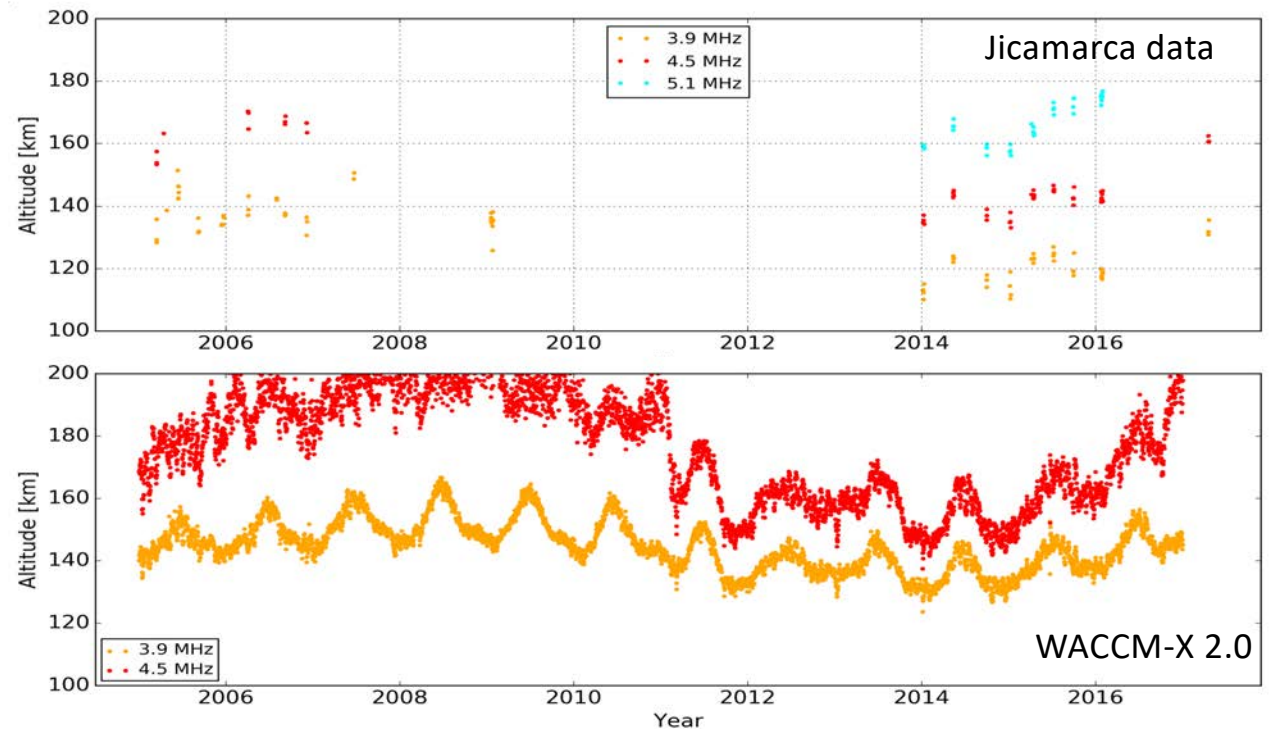 200
180
160
140
120
100
Altitude [km]
3.9 MHz
4.5 MHz
5.1 MHz
Jicamarca data
2006 2008 2010 2012 2014 2016
200
180
160
140
120
100
Altitude [km]
3.9 MHz
4.5 MHz
WACCM-X 2.0
2006 2008 2010 2012 2014 2016
Year